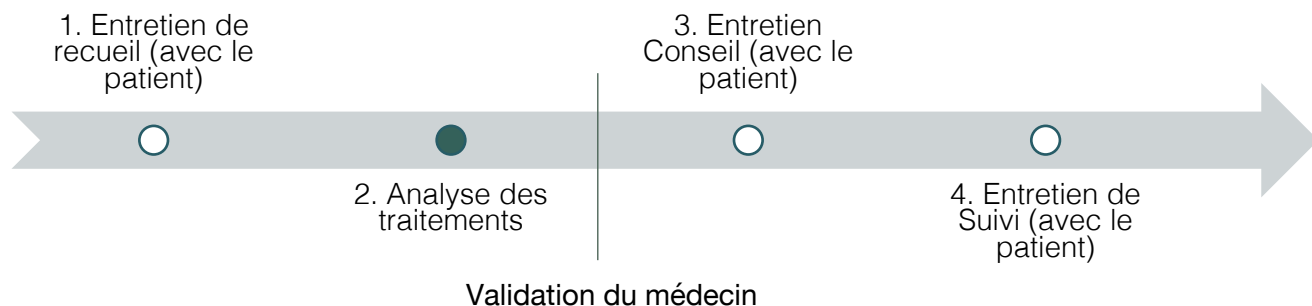 1. Entretien de
recueil (avec le
patient)
2. Analyse des
traitements
Validation du médecin
3. Entretien
Conseil (avec le
patient)
4. Entretien de
Suivi (avec le
patient)